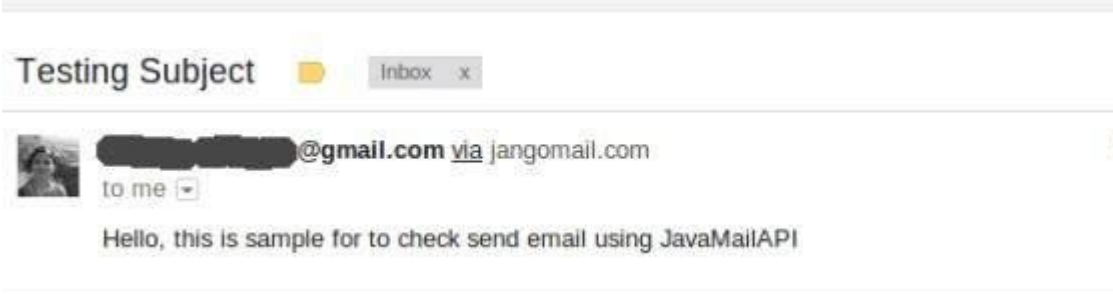 Testing Subject Inbox x
@gmail.com via jangomail.com
to me
Hello, this is sample for to check send email using JavaMailAPI